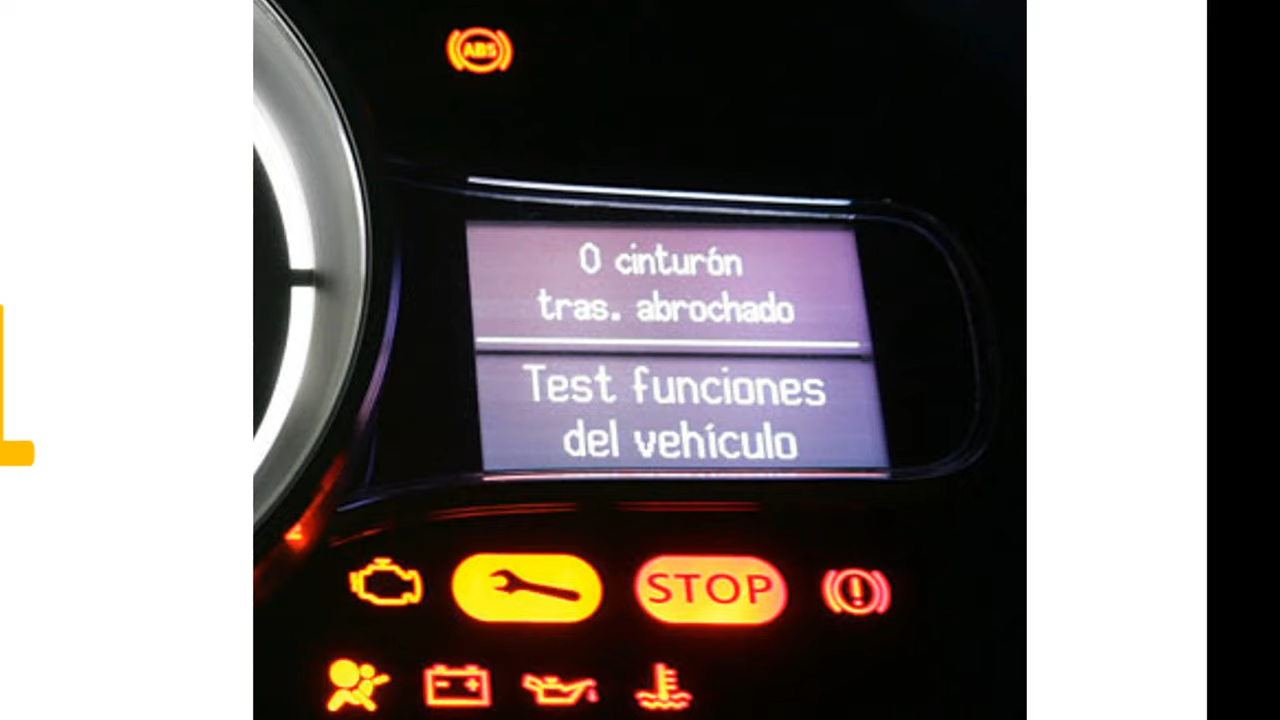 ABS
0 cinturón
tras. abrochado
Test funciones
del vehículo
STOP